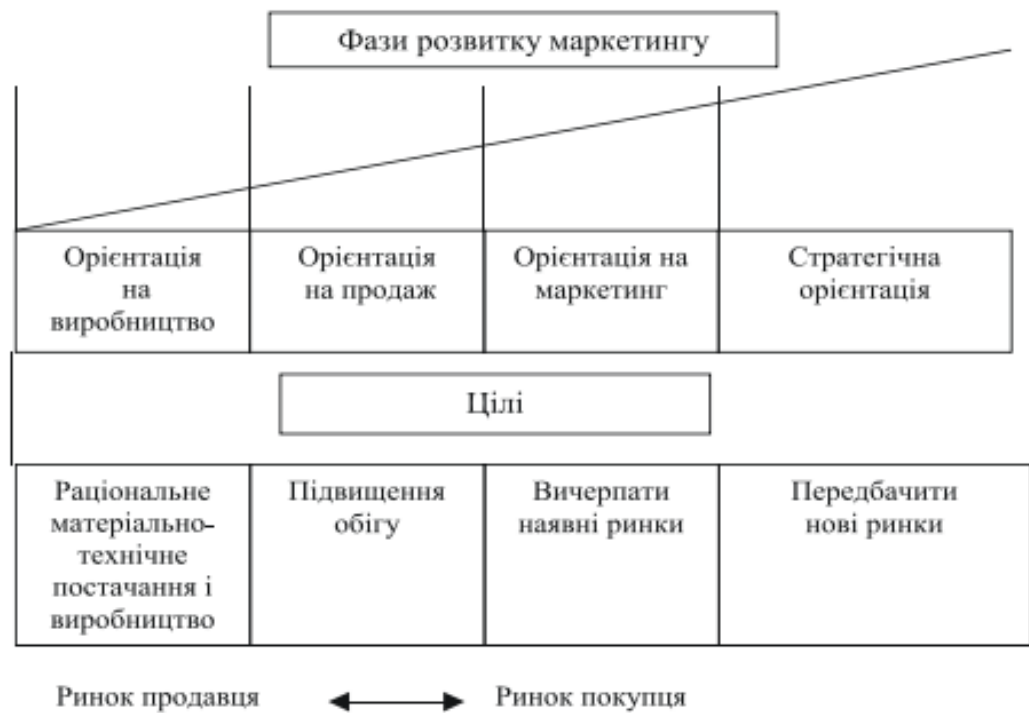 Фази розвитку маркетингу
Орієнтація
на
виробництво
Орієнтація
на продаж
Орієнтація на
маркетинг
Стратегічна
орієнтація
Цілі
Раціональне
матеріально-
технічне
постачання і
виробництво
Підвищення
обігу
Вичерпати
наявні ринки
Передбачити
нові ринки
Ринок продавця
Ринок покупця